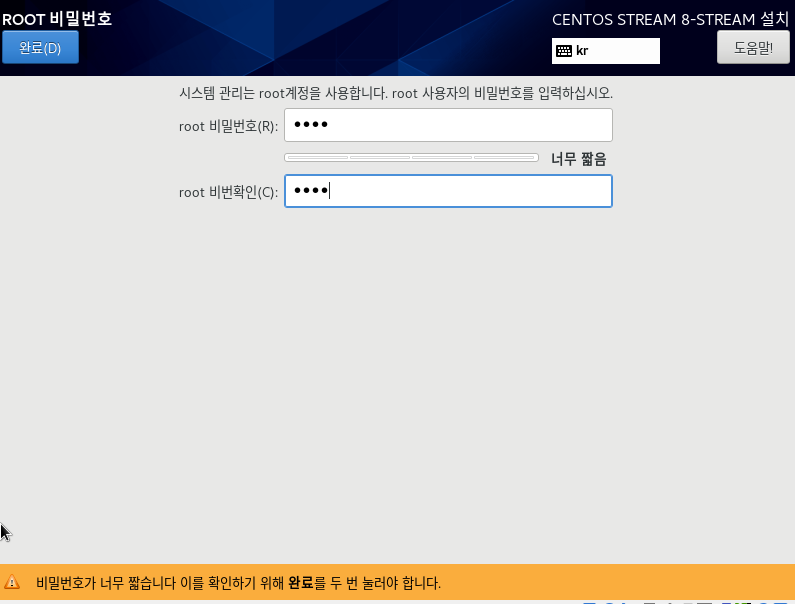 ROOT 비밀번호
CENTOS STREAM 8-STREAM 설치
완료(D)
kr
도움말!
시스템 관리는 root계정을 사용합니다. root 사용자의 비밀번호를 입력하십시오.
root 비밀번호(R):
너무 짧음
root 비번확인(C):
비밀번호가 너무 짧습니다 이를 확인하기 위해 완료를 두 번 눌러야 합니다.